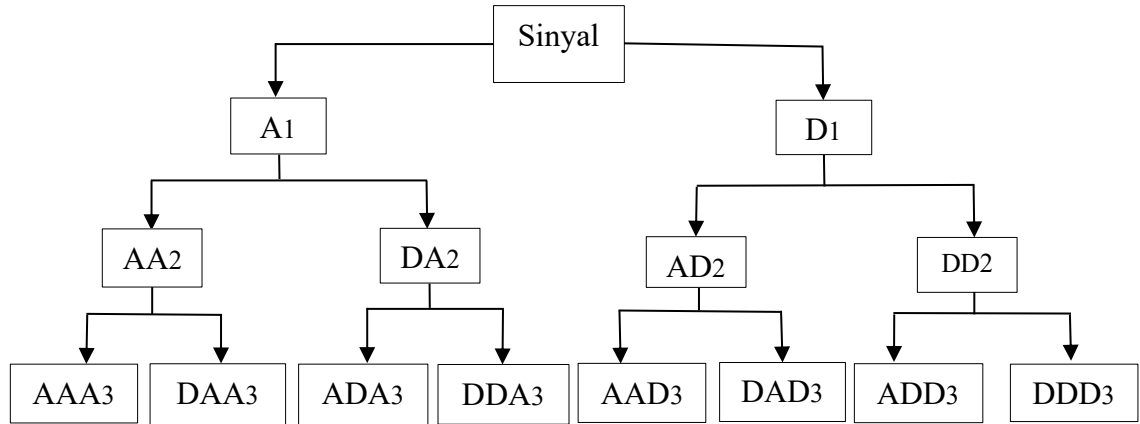 Sinyal
A1
D1
AA2
DA2
AD2
DD2
AAA3
DAA3
ADA3
DDA3
AAD3
DAD3
ADD3
DDD3